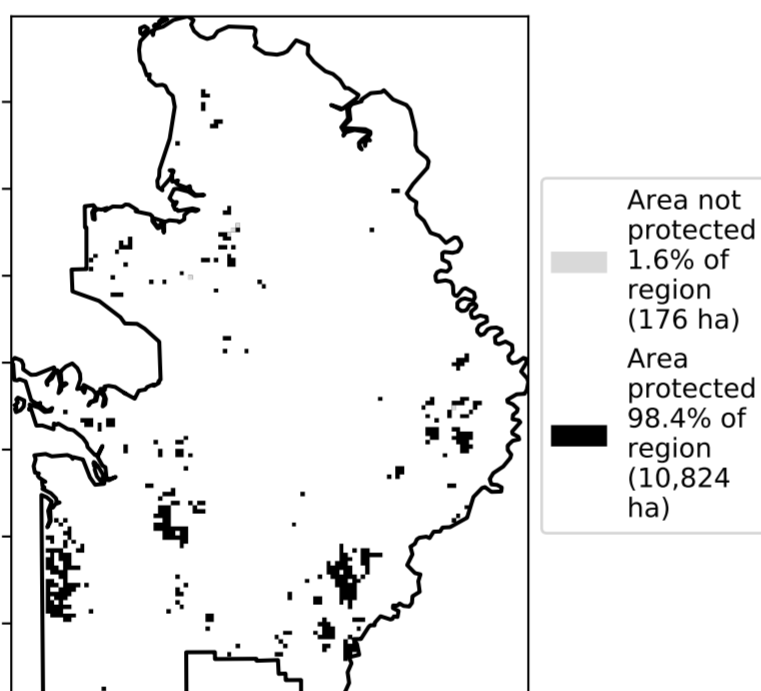 Area not
protected
1.6% of
region
(176 ha)
Area
protected
98.4% of
region
(10,824
ha)